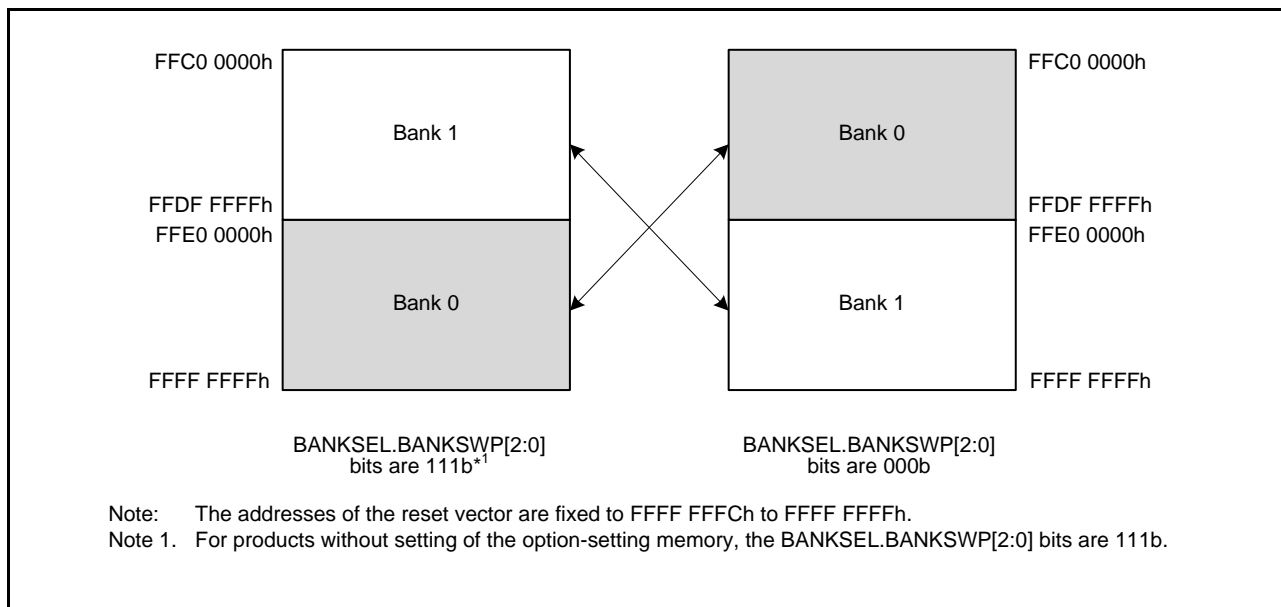 FFC0 0000h
Bank 1
FFDF FFFFh
FFE0 0000h
Bank 0
FFFF FFFFh
BANKSEL.BANKSWP[2:0]
bits are 111b*1
FFC0 0000h
Bank 0
FFDF FFFFh
FFE0 0000h
Bank 1
FFFF FFFFh
BANKSEL.BANKSWP[2:0]
bits are 000b
Note: The addresses of the reset vector are fixed to FFFF FFFCh to FFFF FFFFh.
Note 1. For products without setting of the option-setting memory, the BANKSEL.BANKSWP[2:0] bits are 111b.